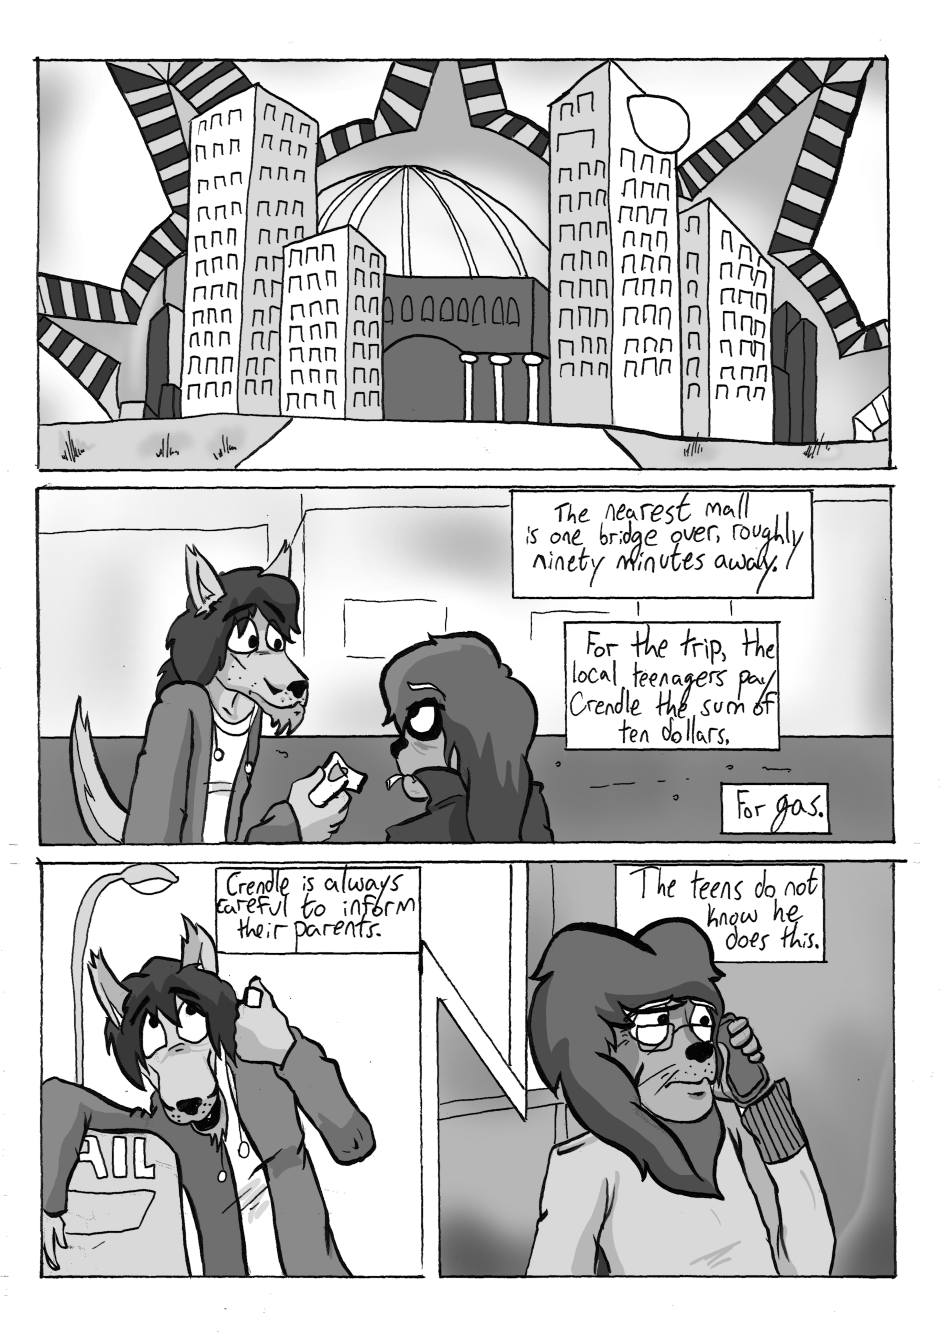 The nearest mall
is one bridge over, roughly
ninety minutes away.
For the trip, the
local teenagers pay
Crendle the sum of
ten dollars.
For gas.
Crendle is always
careful to inform
their parents.
The teens do not
know he
does this.
AIL